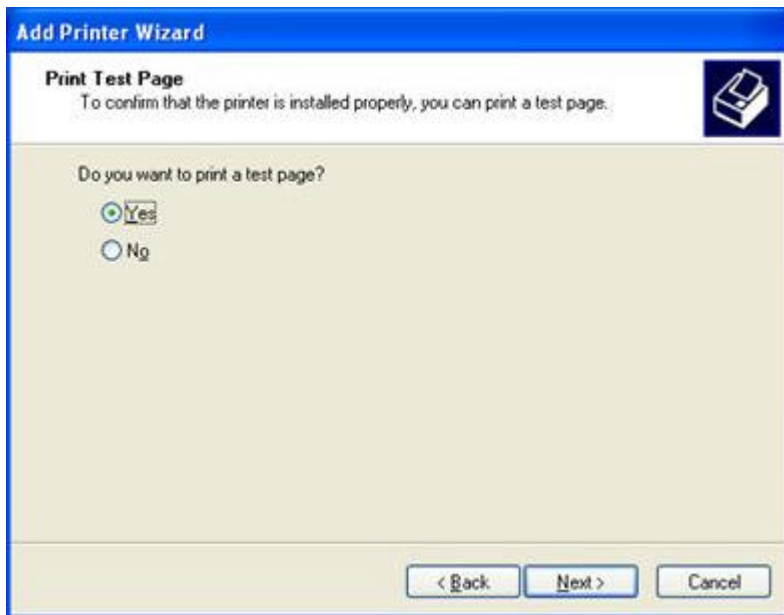 Add Printer Wizard
Print Test Page
To confirm that the printer is installed properly, you can print a test page.
Do you want to print a test page?
Yes
No
< Back
Next >
Cancel